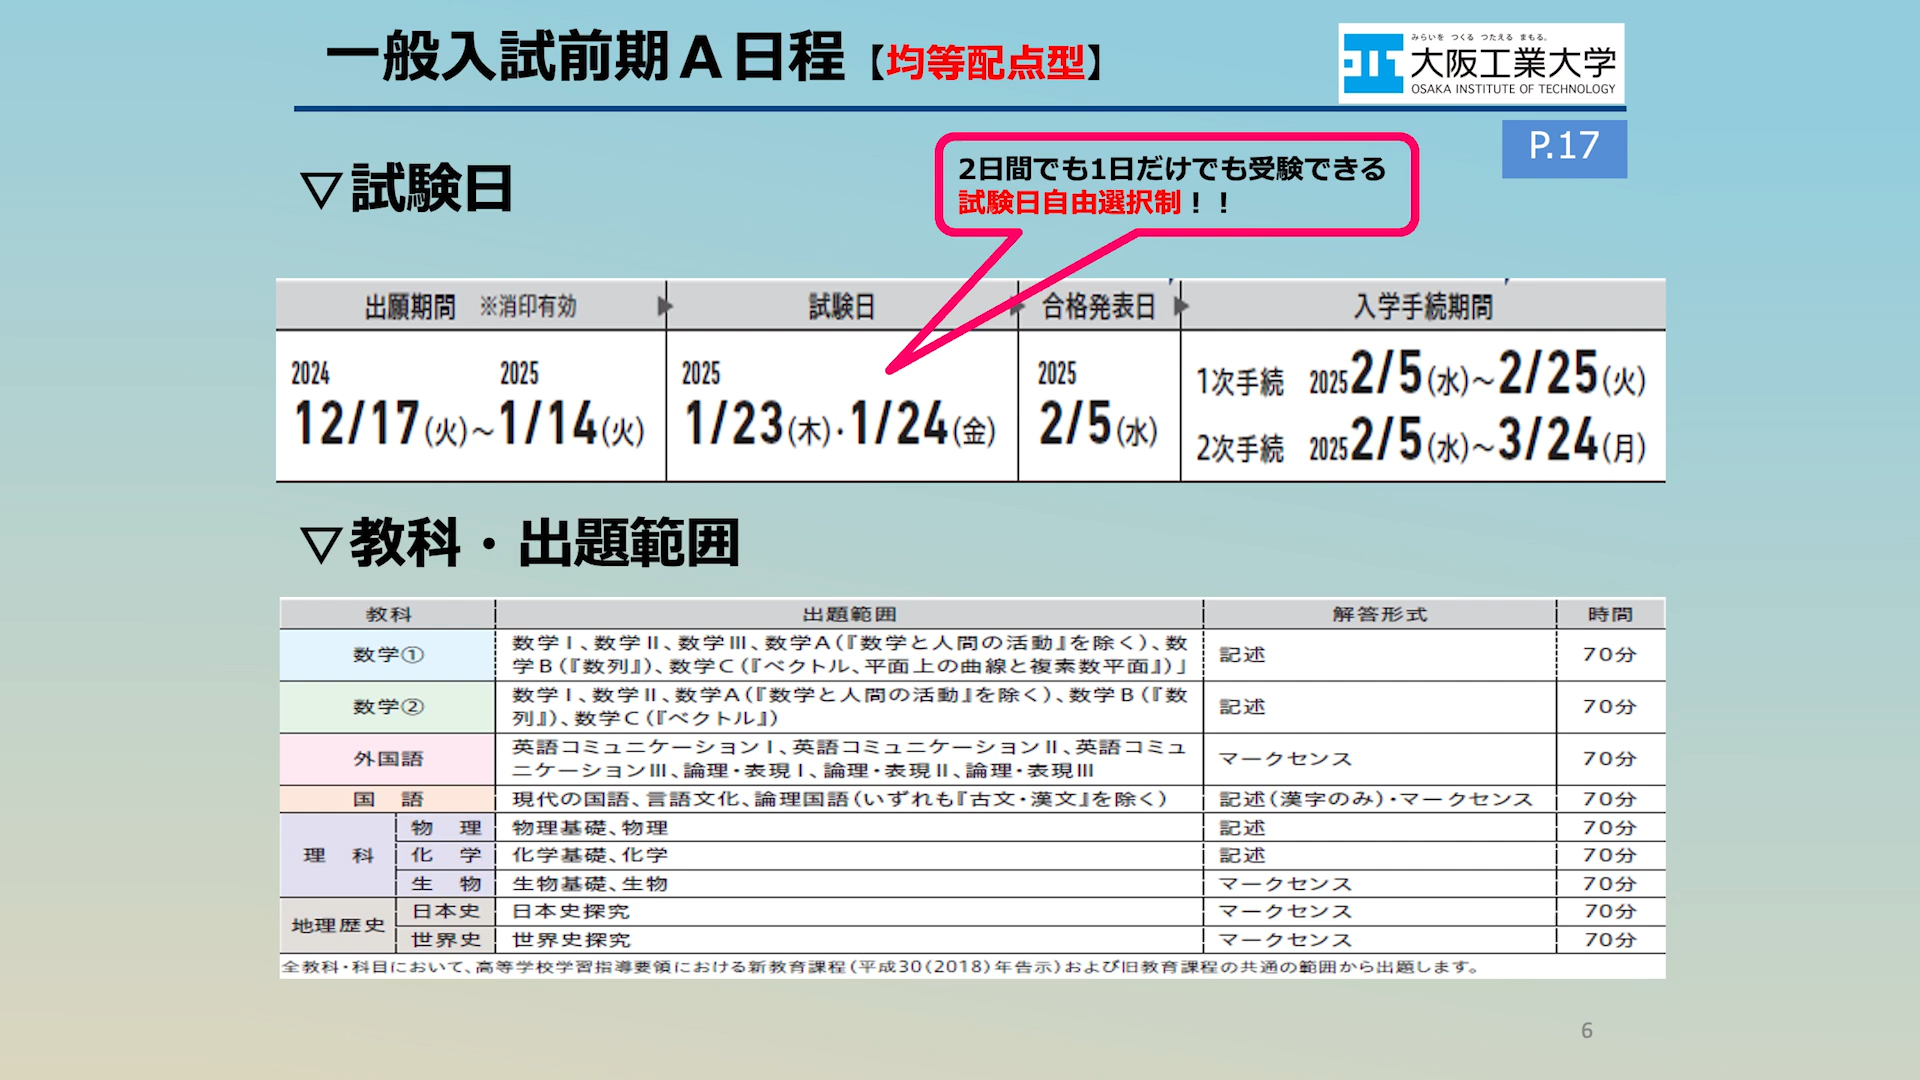 一般入試前期A日程【均等配点型】
みらいを つくる つたえる まもる。
大阪工業大学
OSAKA INSTITUTE OF TECHNOLOGY
P.17
▽試験日
2日間でも1日だけでも受験できる
試験日自由選択制！！
出願期間 ※消印有効 ▶ 試験日 ▶ 合格発表日 ▶ 入学手続期間
2024 12/17(火)～2025 1/14(火)
2025 1/23(木)・1/24(金)
2025 2/5(水)
1次手続 2025 2/5(水)～2/25(火)
2次手続 2025 2/5(水)～3/24(月)
▽教科・出題範囲
教科 出題範囲 解答形式 時間
数学① 数学Ⅰ、数学Ⅱ、数学Ⅲ、数学A（『数学と人間の活動』を除く）、数
学B（『数列』）、数学C（『ベクトル、平面上の曲線と複素数平面』）」 記述 70分
数学② 数学Ⅰ、数学Ⅱ、数学A（『数学と人間の活動』を除く）、数学B（『数
列』）、数学C（『ベクトル』） 記述 70分
外国語 英語コミュニケーションⅠ、英語コミュニケーションⅡ、英語コミュ
ニケーションⅢ、論理・表現Ⅰ、論理・表現Ⅱ、論理・表現Ⅲ マークセンス 70分
国 語 現代の国語、言語文化、論理国語（いずれも『古文・漢文』を除く） 記述（漢字のみ）・マークセンス 70分
理 科 物 理 物理基礎、物理 記述 70分
化 学 化学基礎、化学 記述 70分
生 物 生物基礎、生物 マークセンス 70分
地理歴史 日本史 日本史探究 マークセンス 70分
世界史 世界史探究 マークセンス 70分
全教科・科目において、高等学校学習指導要領における新教育課程（平成30（2018）年告示）および旧教育課程の共通の範囲から出題します。
6